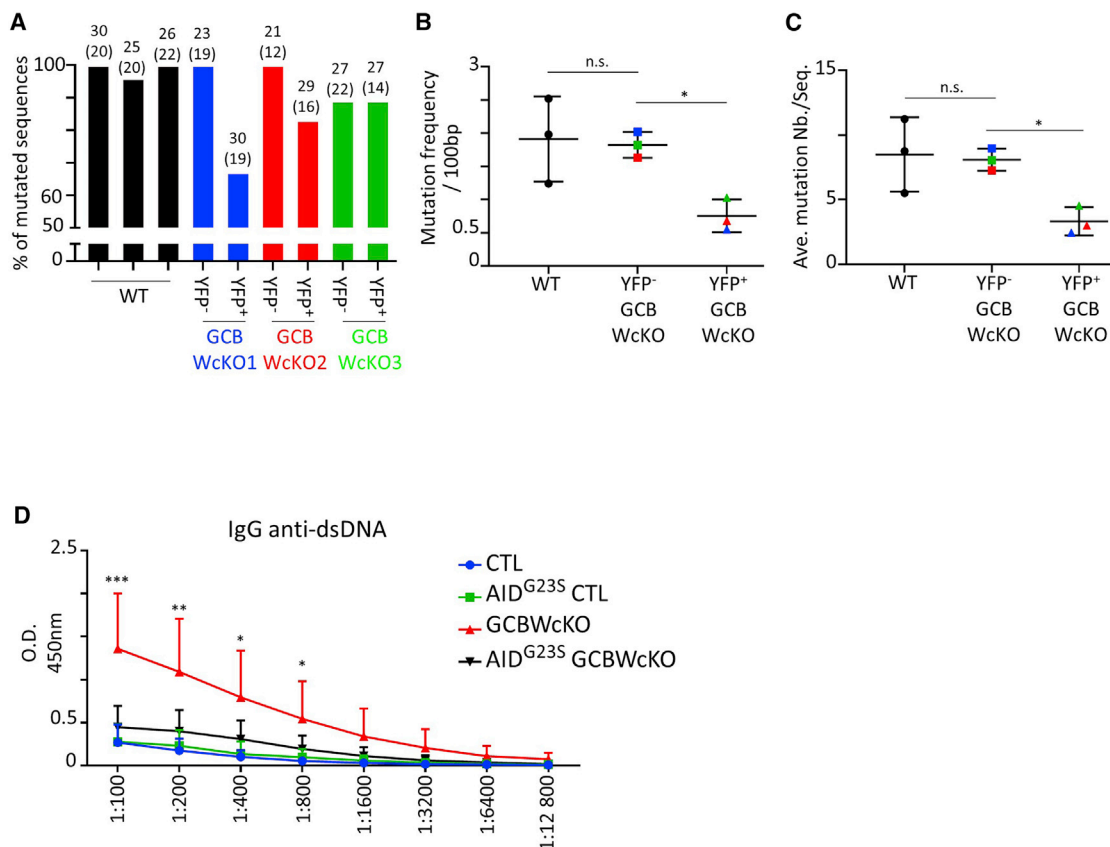 A
% of mutated sequences
100
60
50
0
30 (20)
25 (20)
26 (22)
23 (19)
30 (19)
21 (12)
29 (16)
27 (22)
27 (14)
WT
YFP-
YFP+
YFP-
YFP+
YFP-
YFP+
GCB WcKO1
GCB WcKO2
GCB WcKO3
B
Mutation frequency / 100bp
3
0.5
0
n.s.
*
WT
YFP- GCB WcKO
YFP+ GCB WcKO
C
Ave. mutation Nb./Seq.
15
10
5
0
n.s.
*
WT
YFP- GCB WcKO
YFP+ GCB WcKO
D
IgG anti-dsDNA
O.D. 450nm
2.5
0.5
0
***
**
*
*
CTL
AIDG23S CTL
GCBWcKO
AIDG23S GCBWcKO
1:100
1:200
1:400
1:800
1:1600
1:3200
1:6400
1:12 800